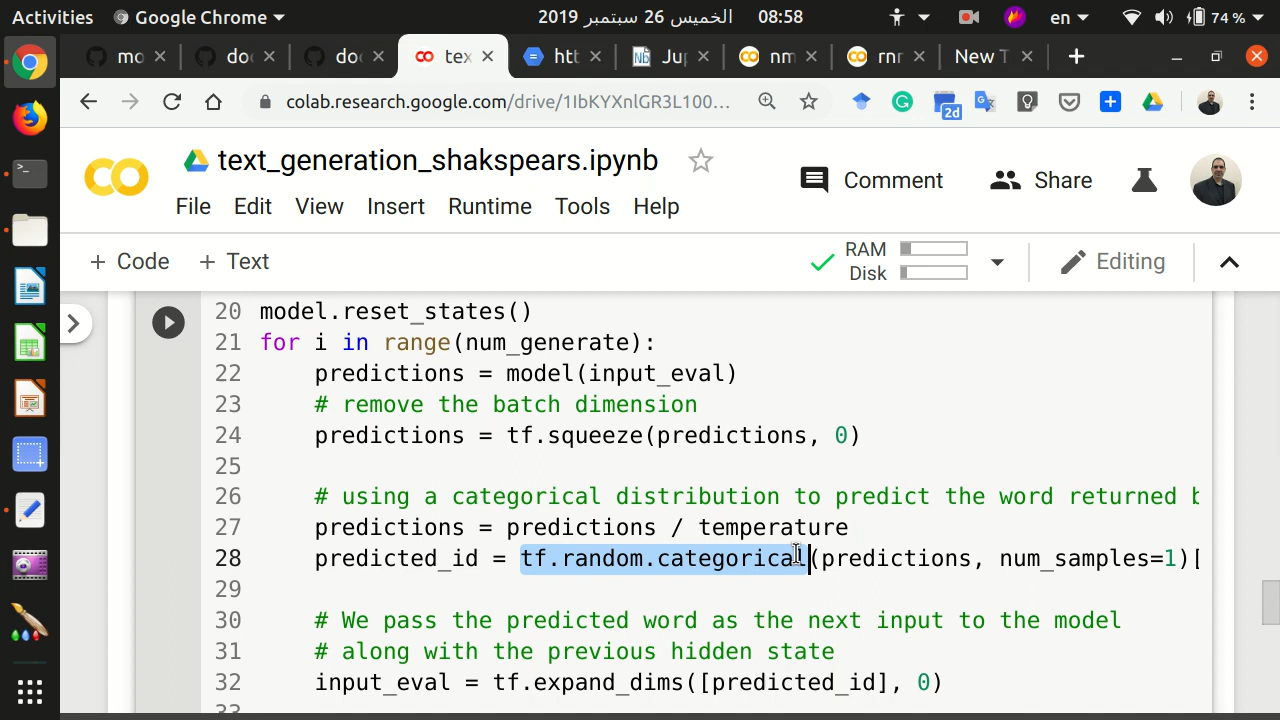 Activities Google Chrome الخميس 26 سبتمبر 2019 08:58 en 74 %
mo do do tex htt Jup nm rnr New T
colab.research.google.com/drive/1IbKYXnlGR3L100... 2d
text_generation_shakspears.ipynb
Comment Share
File Edit View Insert Runtime Tools Help
+ Code + Text RAM Disk Editing
20 model.reset_states()
21 for i in range(num_generate):
22 predictions = model(input_eval)
23 # remove the batch dimension
24 predictions = tf.squeeze(predictions, 0)
25
26 # using a categorical distribution to predict the word returned b
27 predictions = predictions / temperature
28 predicted_id = tf.random.categorical(predictions, num_samples=1)[
29
30 # We pass the predicted word as the next input to the model
31 # along with the previous hidden state
32 input_eval = tf.expand_dims([predicted_id], 0)
33